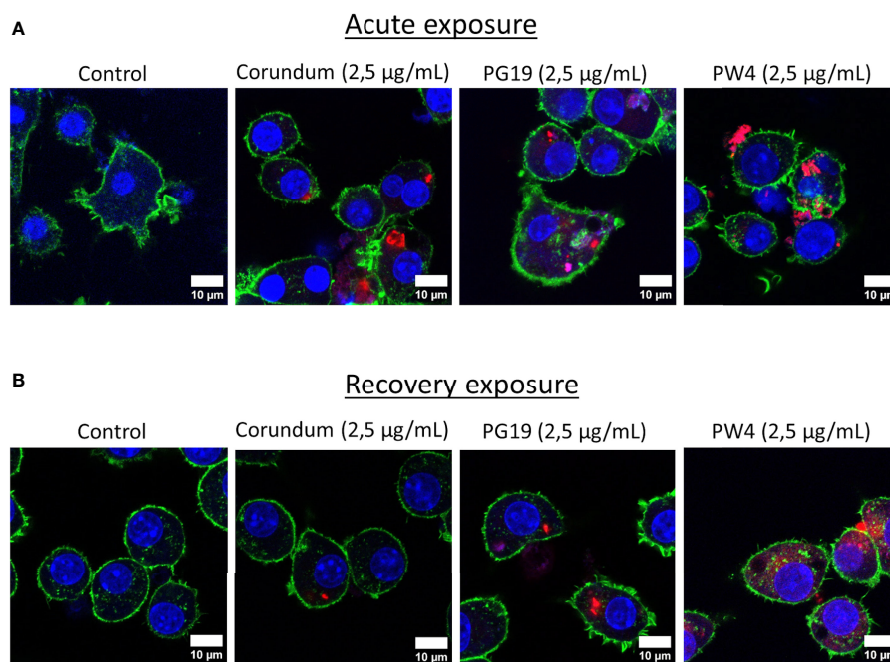 A
Acute exposure
Control
Corundum (2,5 µg/mL)
PG19 (2,5 µg/mL)
PW4 (2,5 µg/mL)
10 µm
10 µm
10 µm
10 µm
B
Recovery exposure
Control
Corundum (2,5 µg/mL)
PG19 (2,5 µg/mL)
PW4 (2,5 µg/mL)
10 µm
10 µm
10 µm
10 µm